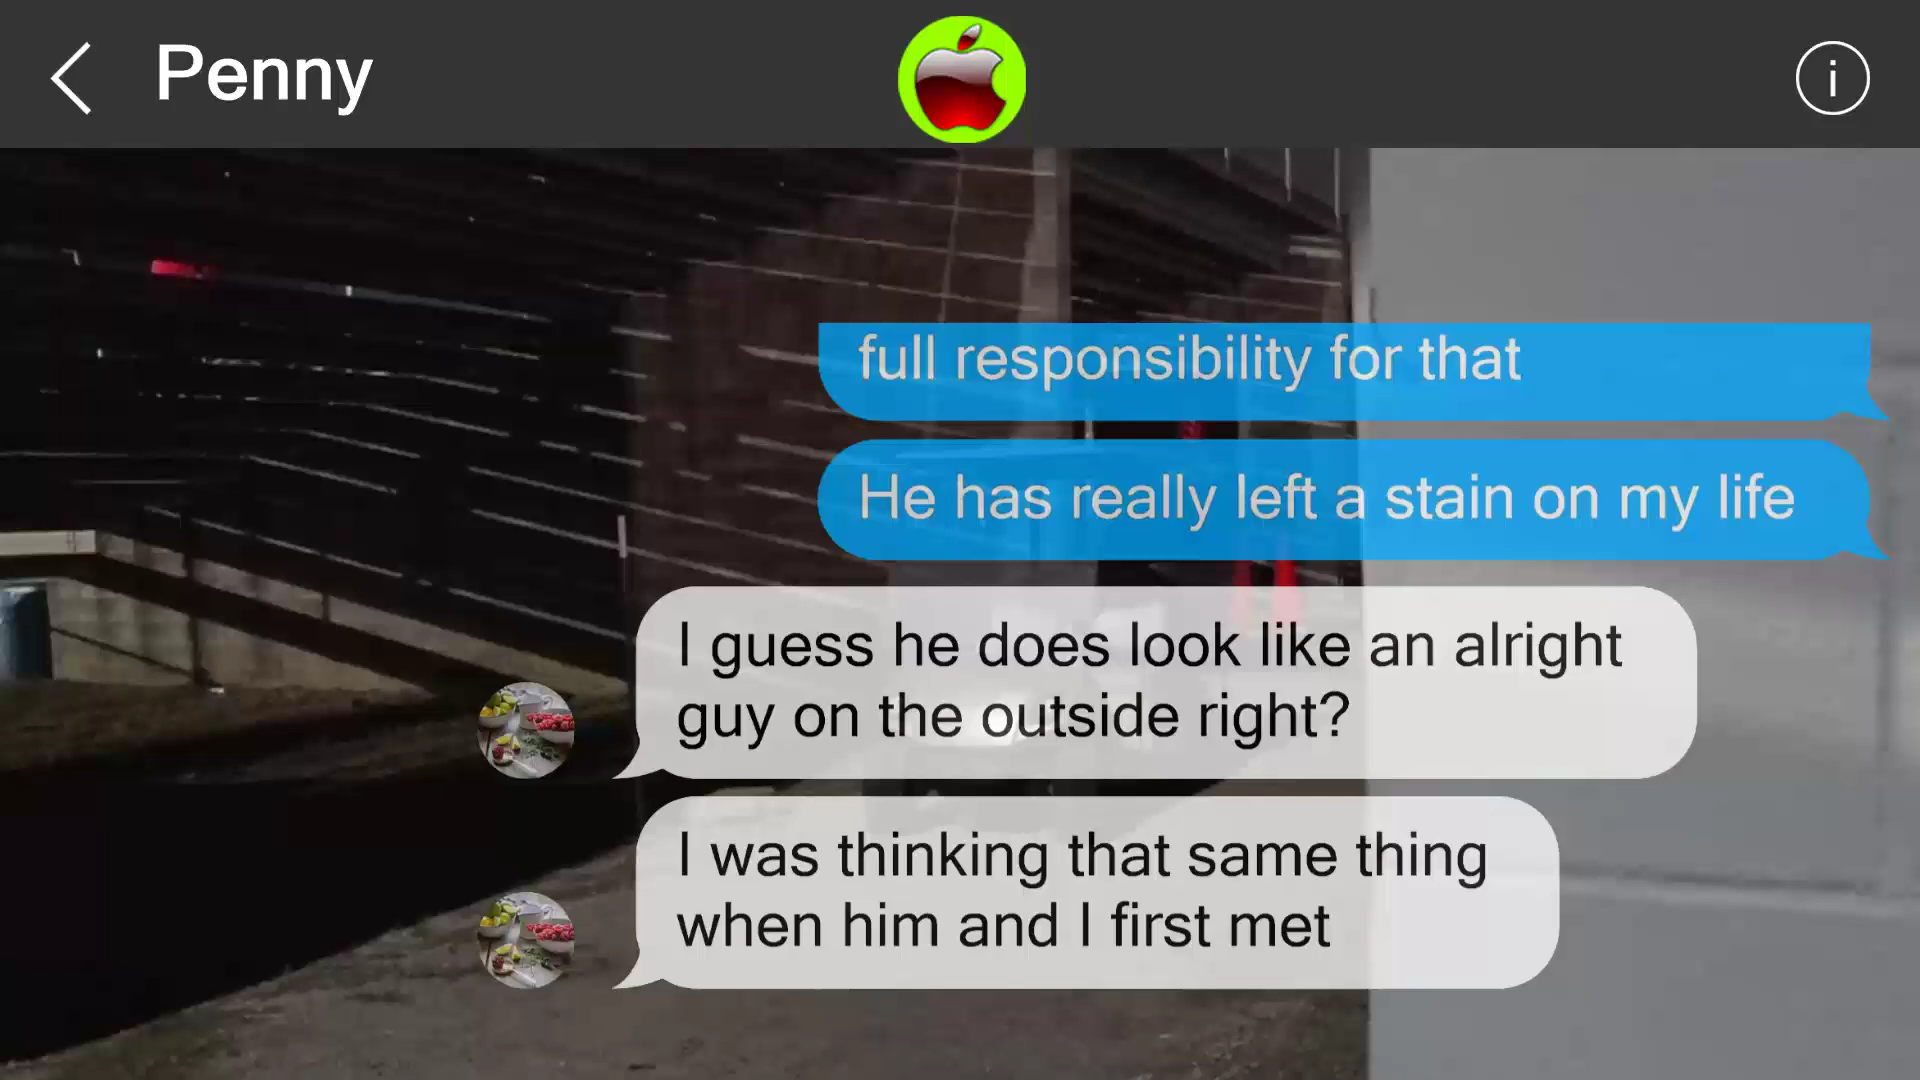 Penny
i
full responsibility for that
He has really left a stain on my life
I guess he does look like an alright
guy on the outside right?
I was thinking that same thing
when him and I first met